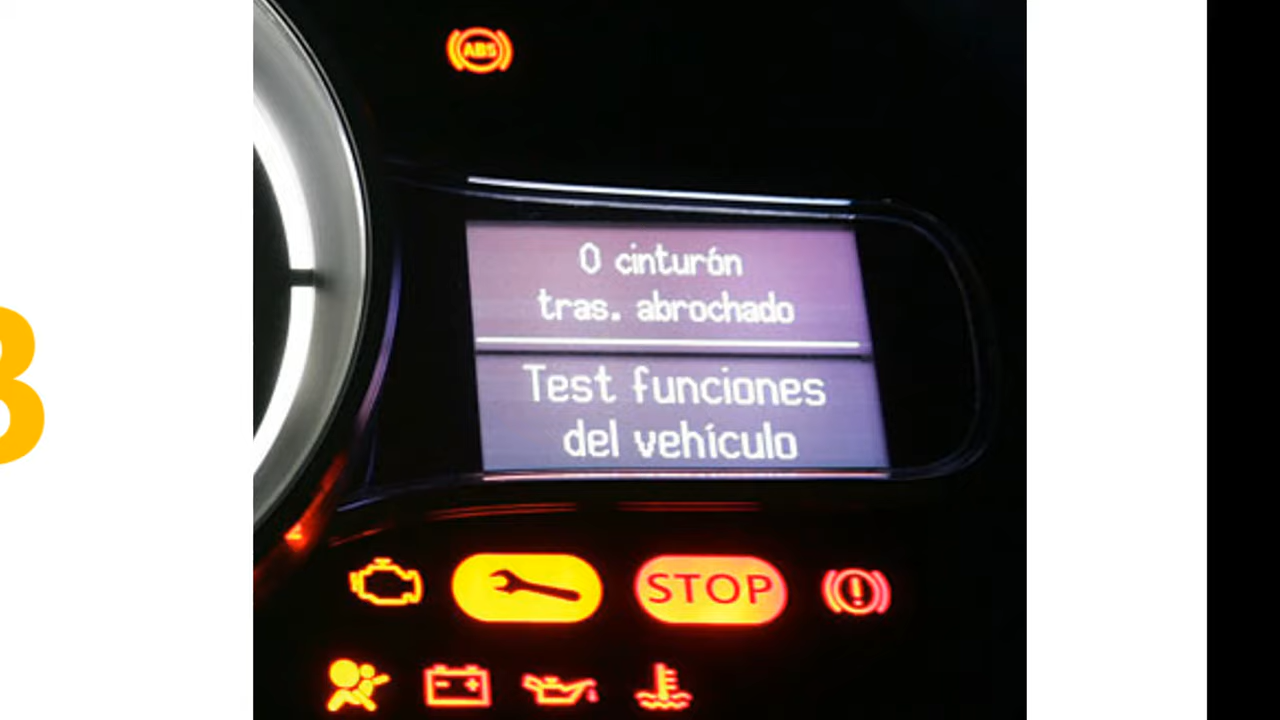 ABS
0 cinturón
tras. abrochado
Test funciones
del vehículo
STOP